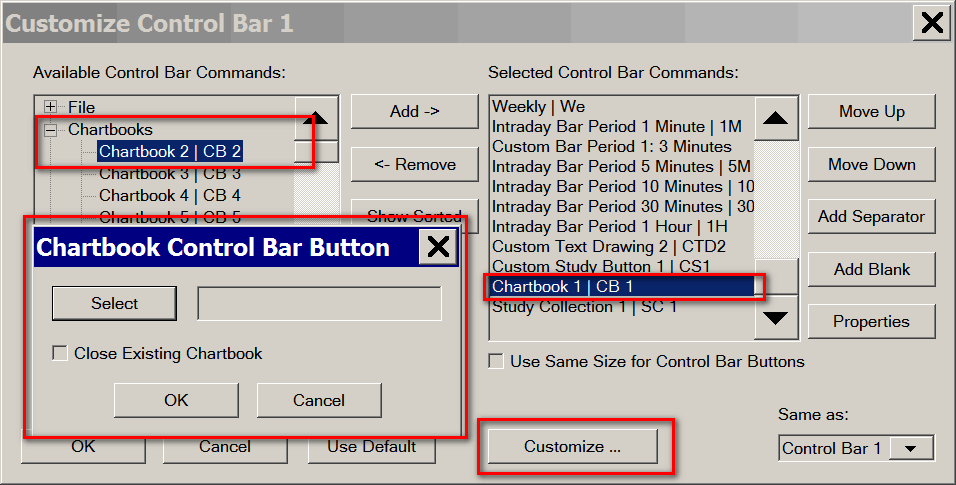 Customize Control Bar 1
Available Control Bar Commands:
File
Chartbooks
Chartbook 2 | CB 2
Chartbook 3 | CB 3
Chartbook 4 | CB 4
Chartbook 5 | CB 5
Add ->
<- Remove
Show Sorted
Selected Control Bar Commands:
Weekly | We
Intraday Bar Period 1 Minute | 1M
Custom Bar Period 1: 3 Minutes
Intraday Bar Period 5 Minutes | 5M
Intraday Bar Period 10 Minutes | 10
Intraday Bar Period 30 Minutes | 30
Intraday Bar Period 1 Hour | 1H
Custom Text Drawing 2 | CTD2
Custom Study Button 1 | CS1
Chartbook 1 | CB 1
Study Collection 1 | SC 1
Move Up
Move Down
Add Separator
Add Blank
Properties
Chartbook Control Bar Button
Select
Close Existing Chartbook
OK
Cancel
Use Same Size for Control Bar Buttons
Same as:
Control Bar 1
OK
Cancel
Use Default
Customize ...